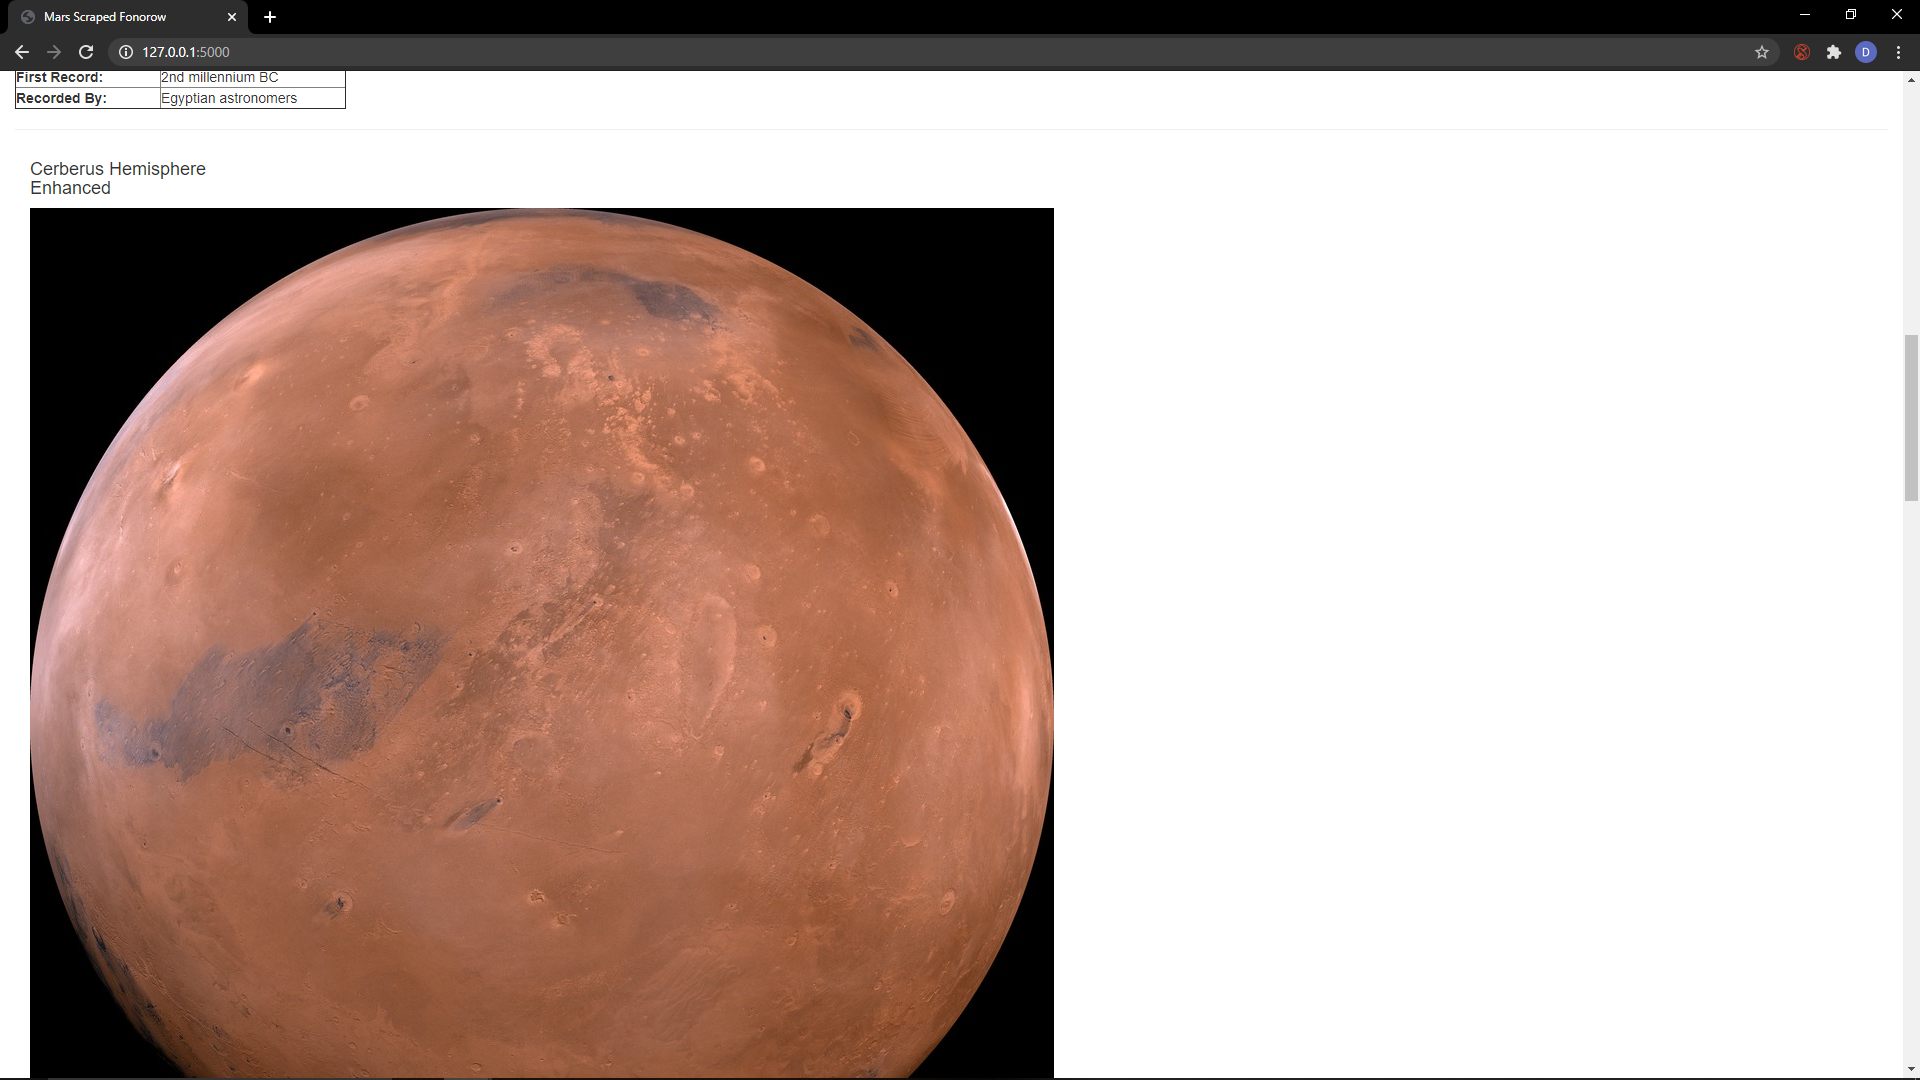 Mars Scraped Fonorow
127.0.0.1:5000
D
First Record: 2nd millennium BC
Recorded By: Egyptian astronomers
Cerberus Hemisphere
Enhanced